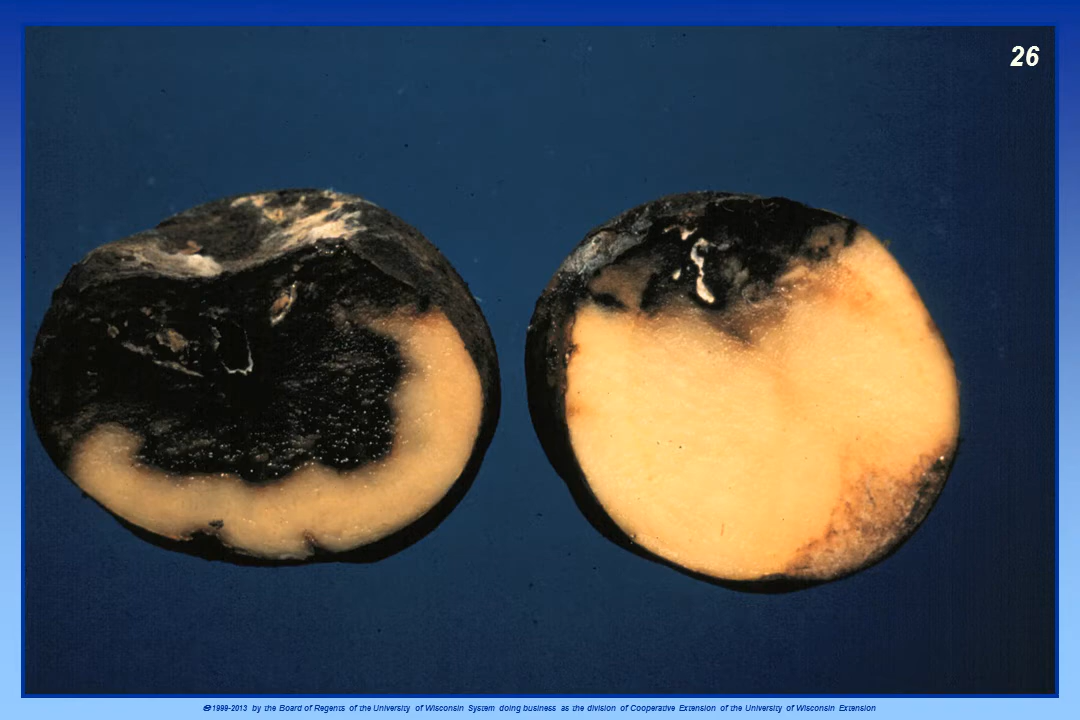 26
©1999-2013 by the Board of Regents of the University of Wisconsin System doing business as the division of Cooperative Extension of the University of Wisconsin Extension